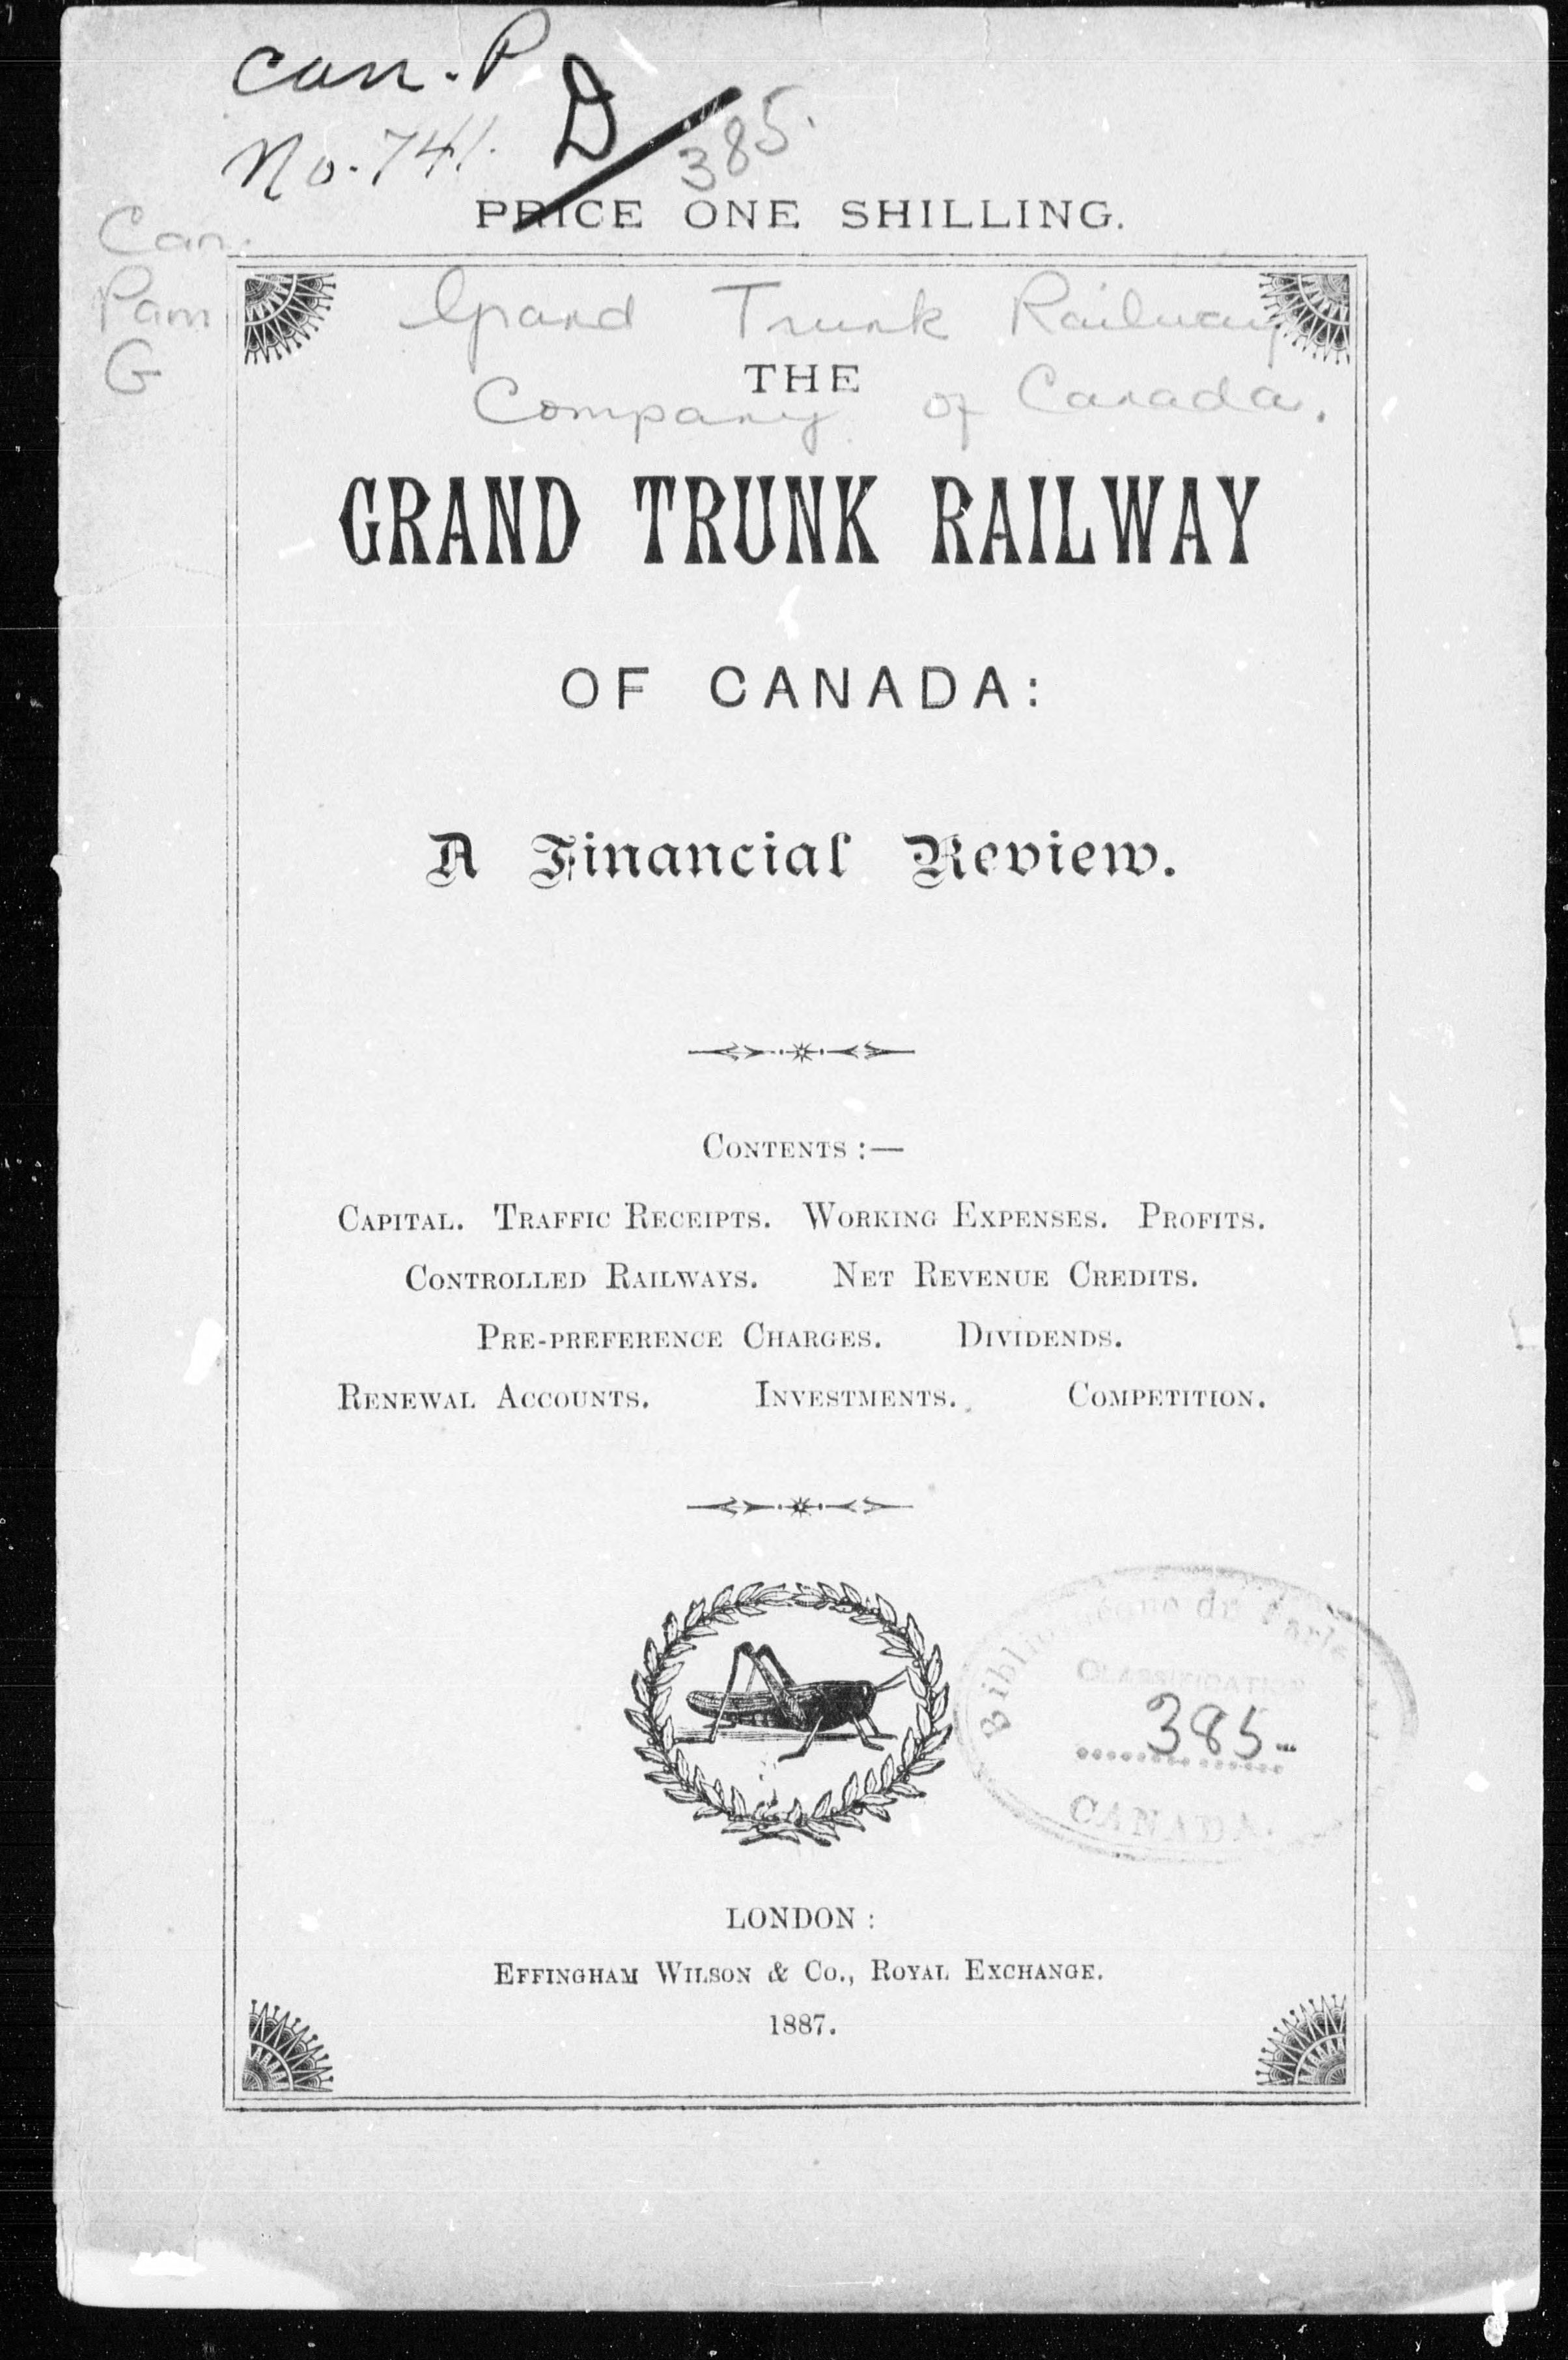 Can. P
No. 741. D 385.
PRICE ONE SHILLING.
Can.
Pam
G
Grand Trunk Railway
THE
Company of Canada.
GRAND TRUNK RAILWAY
OF CANADA:
A Financial Review.
CONTENTS :—
CAPITAL. TRAFFIC RECEIPTS. WORKING EXPENSES. PROFITS.
CONTROLLED RAILWAYS. NET REVENUE CREDITS.
PRE-PREFERENCE CHARGES. DIVIDENDS.
RENEWAL ACCOUNTS. INVESTMENTS. COMPETITION.
du
CLASSIFICATION
385-
CANADA.
LONDON :
EFFINGHAM WILSON & CO., ROYAL EXCHANGE.
1887.